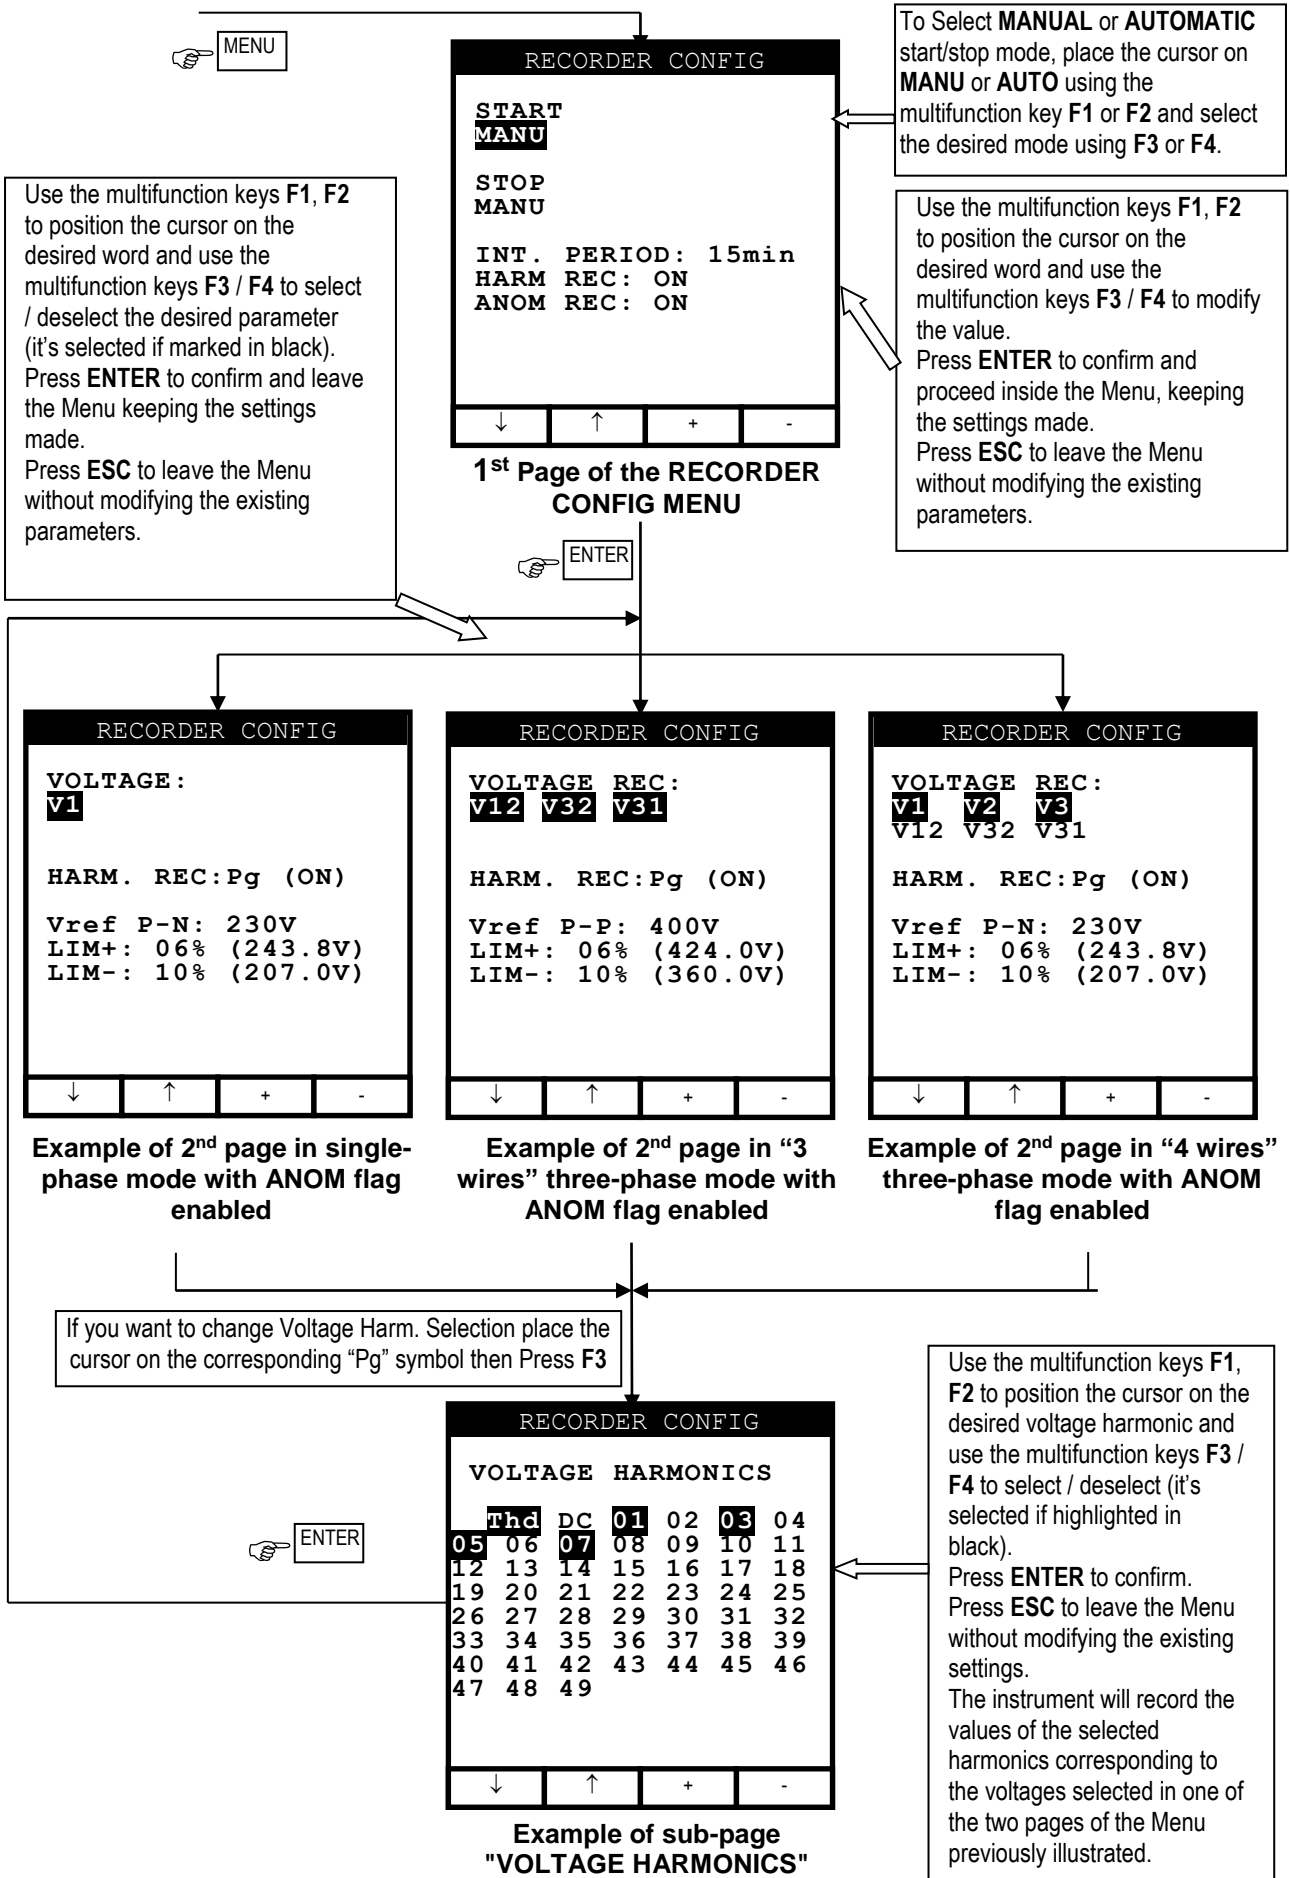 MENU
RECORDER CONFIG
START
MANU
STOP
MANU
INT. PERIOD: 15min
HARM REC: ON
ANOM REC: ON
↓ ↑ + -
1st Page of the RECORDER
CONFIG MENU
To Select MANUAL or AUTOMATIC
start/stop mode, place the cursor on
MANU or AUTO using the
multifunction key F1 or F2 and select
the desired mode using F3 or F4.
Use the multifunction keys F1, F2
to position the cursor on the
desired word and use the
multifunction keys F3 / F4 to select
/ deselect the desired parameter
(it's selected if marked in black).
Press ENTER to confirm and leave
the Menu keeping the settings
made.
Press ESC to leave the Menu
without modifying the existing
parameters.
Use the multifunction keys F1, F2
to position the cursor on the
desired word and use the
multifunction keys F3 / F4 to modify
the value.
Press ENTER to confirm and
proceed inside the Menu, keeping
the settings made.
Press ESC to leave the Menu
without modifying the existing
parameters.
ENTER
RECORDER CONFIG
VOLTAGE:
V1
HARM. REC:Pg (ON)
Vref P-N: 230V
LIM+: 06% (243.8V)
LIM-: 10% (207.0V)
↓ ↑ + -
Example of 2nd page in single-
phase mode with ANOM flag
enabled
RECORDER CONFIG
VOLTAGE REC:
V12 V32 V31
HARM. REC:Pg (ON)
Vref P-P: 400V
LIM+: 06% (424.0V)
LIM-: 10% (360.0V)
↓ ↑ + -
Example of 2nd page in “3
wires” three-phase mode with
ANOM flag enabled
RECORDER CONFIG
VOLTAGE REC:
V1 V2 V3
V12 V32 V31
HARM. REC:Pg (ON)
Vref P-N: 230V
LIM+: 06% (243.8V)
LIM-: 10% (207.0V)
↓ ↑ + -
Example of 2nd page in “4 wires”
three-phase mode with ANOM
flag enabled
If you want to change Voltage Harm. Selection place the
cursor on the corresponding “Pg” symbol then Press F3
ENTER
RECORDER CONFIG
VOLTAGE HARMONICS
Thd DC 01 02 03 04
05 06 07 08 09 10 11
12 13 14 15 16 17 18
19 20 21 22 23 24 25
26 27 28 29 30 31 32
33 34 35 36 37 38 39
40 41 42 43 44 45 46
47 48 49
↓ ↑ + -
Example of sub-page
"VOLTAGE HARMONICS"
Use the multifunction keys F1,
F2 to position the cursor on the
desired voltage harmonic and
use the multifunction keys F3 /
F4 to select / deselect (it's
selected if highlighted in
black).
Press ENTER to confirm.
Press ESC to leave the Menu
without modifying the existing
settings.
The instrument will record the
values of the selected
harmonics corresponding to
the voltages selected in one of
the two pages of the Menu
previously illustrated.